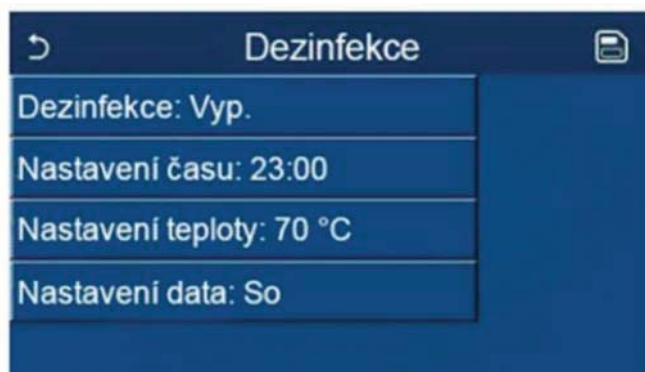 Dezinfekce
Dezinfekce: Vyp.
Nastavení času: 23:00
Nastavení teploty: 70 °C
Nastavení data: So